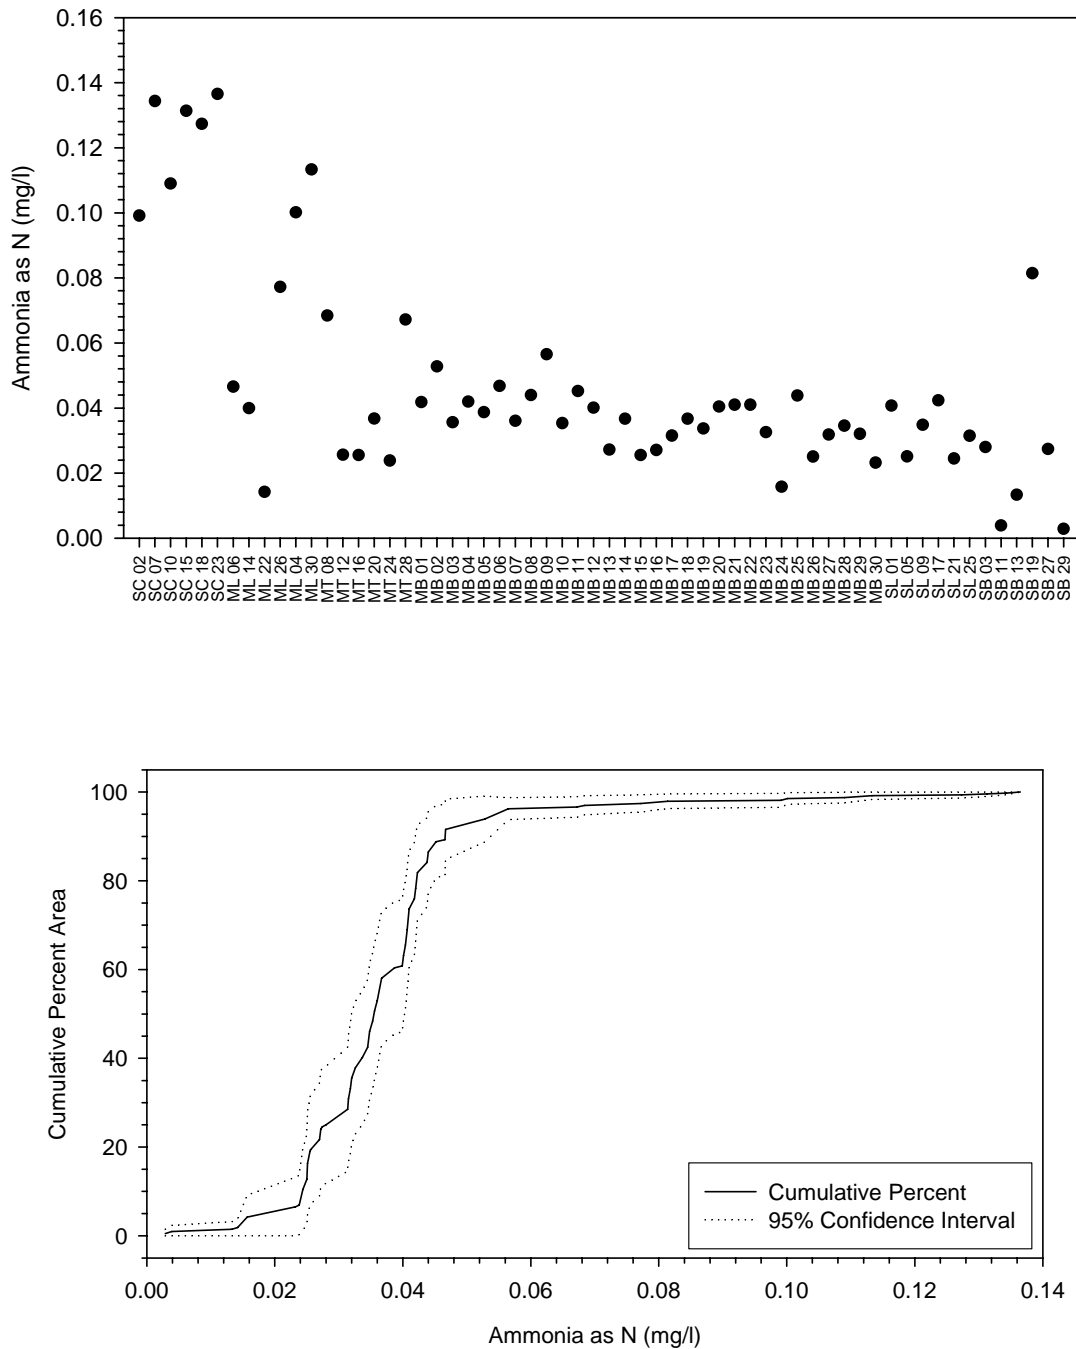 0.16
0.14
0.12
0.10
0.08
0.06
0.04
0.02
0.00
Ammonia as N (mg/l)
SC 02
SC 07
SC 10
SC 15
SC 18
SC 23
ML 06
ML 14
ML 22
ML 26
ML 04
ML 30
MT 08
MT 12
MT 16
MT 20
MT 24
MT 28
MB 01
MB 02
MB 03
MB 04
MB 05
MB 06
MB 07
MB 08
MB 09
MB 10
MB 11
MB 12
MB 13
MB 14
MB 15
MB 16
MB 17
MB 18
MB 19
MB 20
MB 21
MB 22
MB 23
MB 24
MB 25
MB 26
MB 27
MB 28
MB 29
MB 30
SL 01
SL 05
SL 09
SL 17
SL 21
SL 25
SB 03
SB 11
SB 13
SB 19
SB 27
SB 29
100
80
60
40
20
0
Cumulative Percent Area
Cumulative Percent
95% Confidence Interval
0.00 0.02 0.04 0.06 0.08 0.10 0.12 0.14
Ammonia as N (mg/l)